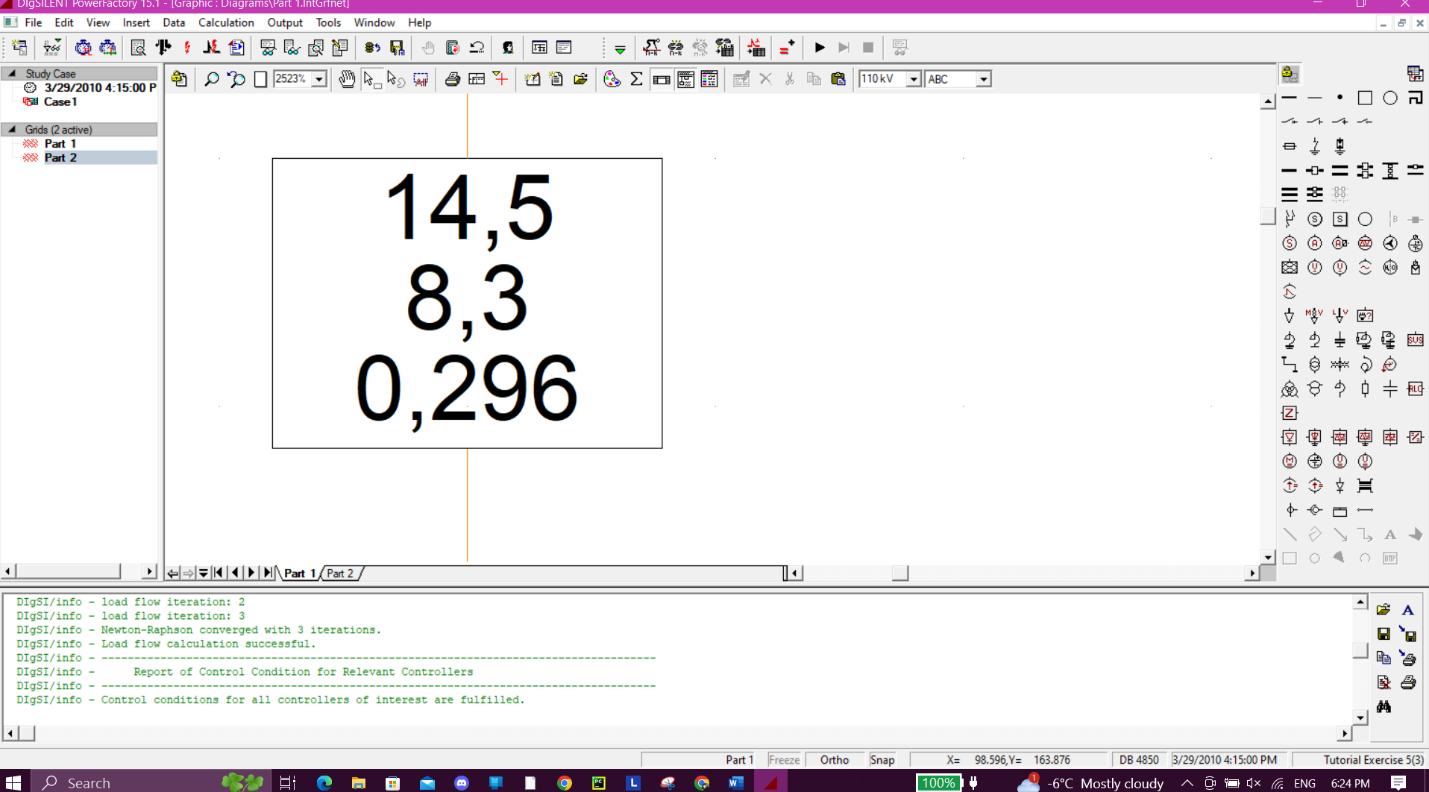 DIgSILENT PowerFactory 15.1 - [Graphic : Diagrams\Part 1.IntGrfnet]
File Edit View Insert Data Calculation Output Tools Window Help
2523% 110 kV ABC
Study Case
3/29/2010 4:15:00 P
Case1
Grids (2 active)
Part 1
Part 2
14,5
8,3
0,296
Part 1 Part 2
DIgSI/info - load flow iteration: 2
DIgSI/info - load flow iteration: 3
DIgSI/info - Newton-Raphson converged with 3 iterations.
DIgSI/info - Load flow calculation successful.
DIgSI/info - --------------------------------------------------------------------------------
DIgSI/info - Report of Control Condition for Relevant Controllers
DIgSI/info - --------------------------------------------------------------------------------
DIgSI/info - Control conditions for all controllers of interest are fulfilled.
Part 1 Freeze Ortho Snap X= 98.596,Y= 163.876 DB 4850 3/29/2010 4:15:00 PM Tutorial Exercise 5(3)
Search 100% -6°C Mostly cloudy ENG 6:24 PM